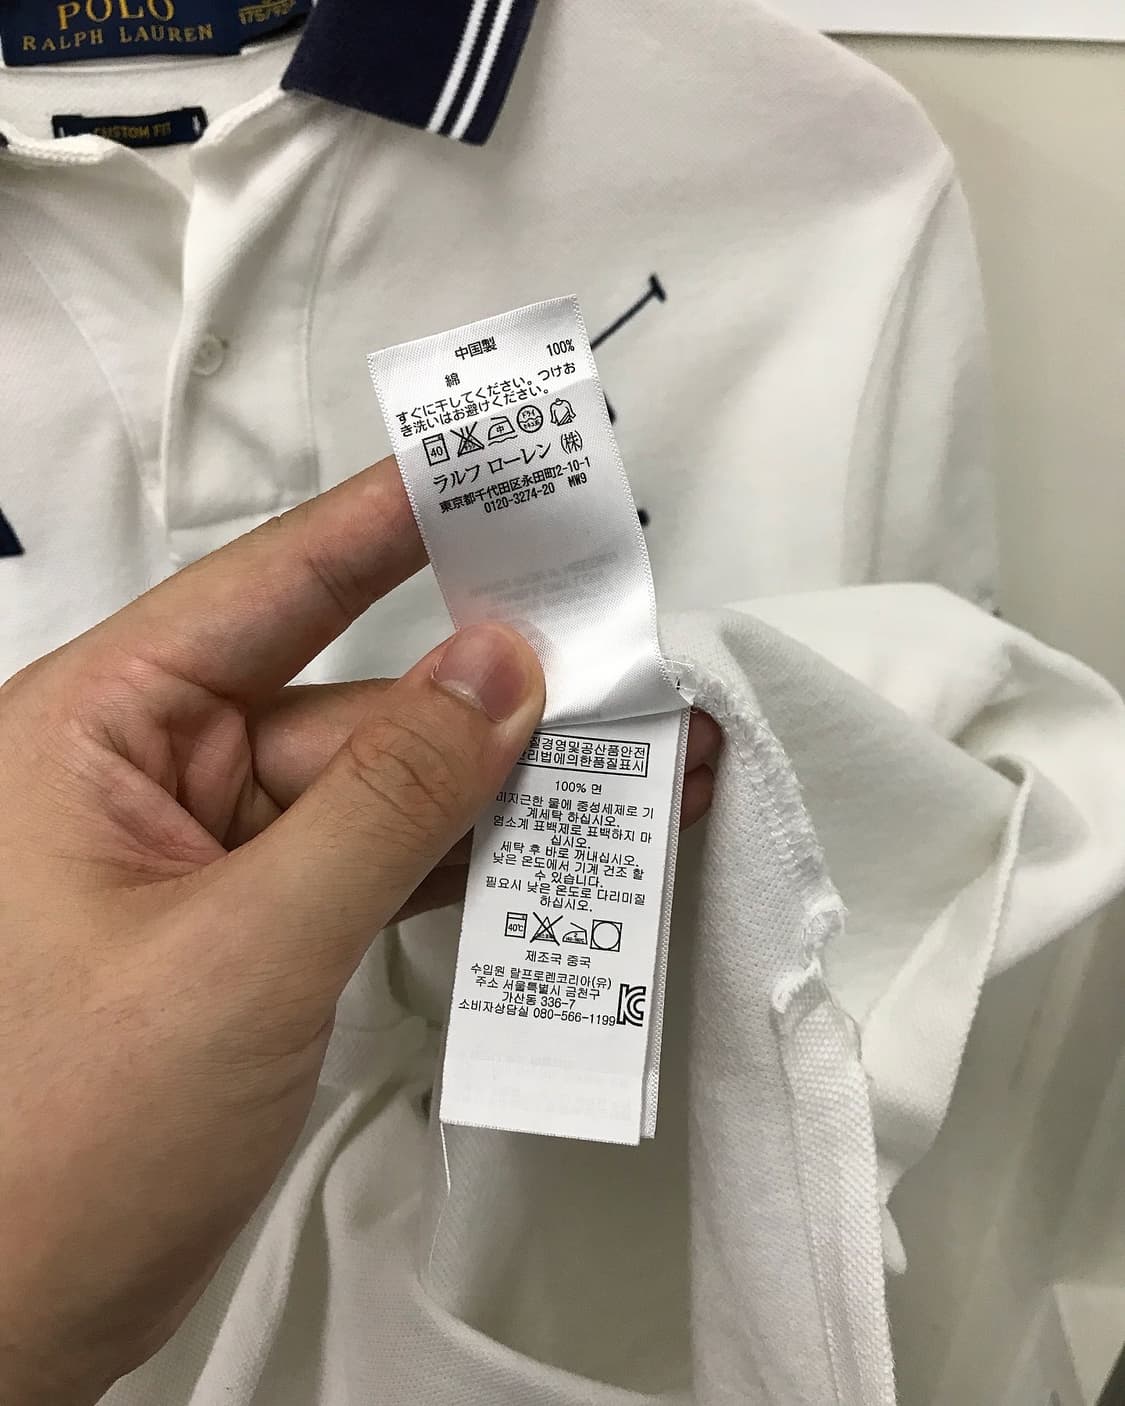 POLO
RALPH LAUREN
CUSTOM FIT
中国製
綿 100%
すぐに干してください。つけお
き洗いはお避けください。
40 中 ドライ
ラルフ ローレン (株)
東京都千代田区永田町2-10-1
0120-3274-20 MW9
질경영및공산품안전
관리법에의한품질표시
100% 면
미지근한 물에 중성세제로 기
계세탁 하십시오.
염소계 표백제로 표백하지 마
십시오.
세탁 후 바로 꺼내십시오.
낮은 온도에서 기계 건조 할
수 있습니다.
필요시 낮은 온도로 다리미질
하십시오.
40℃
제조국 중국
수입원 랄프로렌코리아(유)
주소 서울특별시 금천구
가산동 336-7
소비자상담실 080-566-1199